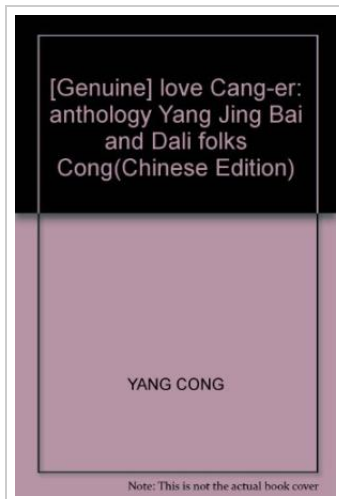 [Genuine] love Cang-er:
anthology Yang Jing Bai
and Dali folks
Cong(Chinese Edition)
YANG CONG
Note: This is not the actual book cover